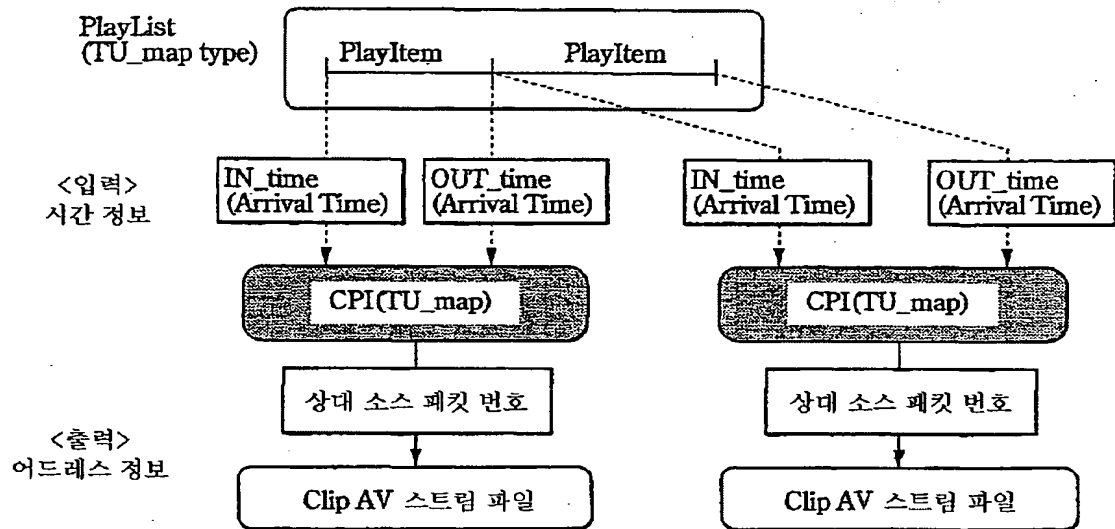 PlayList
(TU_map type)
PlayItem
PlayItem
<입력>
시간 정보
IN_time
(Arrival Time)
OUT_time
(Arrival Time)
IN_time
(Arrival Time)
OUT_time
(Arrival Time)
CPI(TU_map)
CPI(TU_map)
상대 소스 패킷 번호
상대 소스 패킷 번호
<출력>
어드레스 정보
Clip AV 스트림 파일
Clip AV 스트림 파일